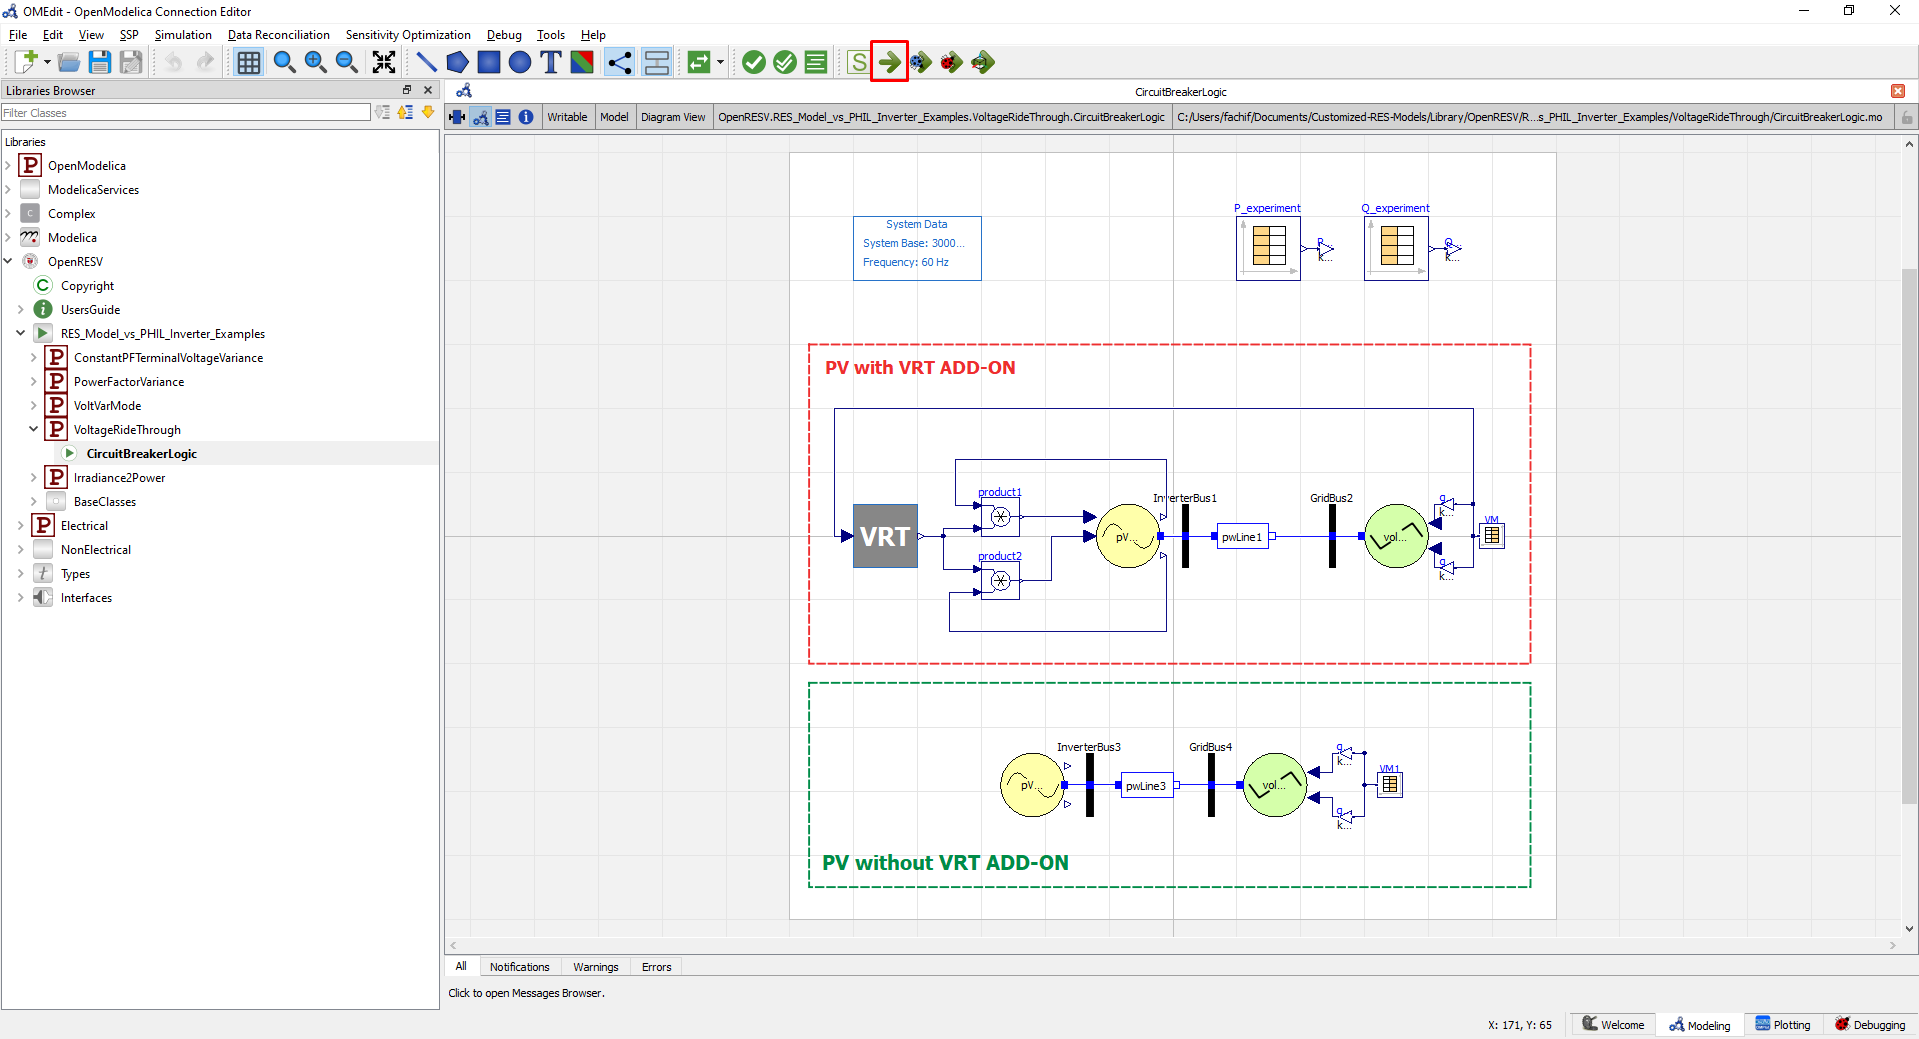 OMEdit - OpenModelica Connection Editor
File Edit View SSP Simulation Data Reconciliation Sensitivity Optimization Debug Tools Help
T S
Libraries Browser
CircuitBreakerLogic
Filter Classes
Writable Model Diagram View OpenRESV.RES_Model_vs_PHIL_Inverter_Examples.VoltageRideThrough.CircuitBreakerLogic C:/Users/fachif/Documents/Customized-RES-Models/Library/OpenRESV/R...s_PHIL_Inverter_Examples/VoltageRideThrough/CircuitBreakerLogic.mo
Libraries
P OpenModelica
ModelicaServices
C Complex
Modelica
OpenRESV
C Copyright
i UsersGuide
RES_Model_vs_PHIL_Inverter_Examples
P ConstantPFTerminalVoltageVariance
P PowerFactorVariance
P VoltVarMode
P VoltageRideThrough
CircuitBreakerLogic
P Irradiance2Power
BaseClasses
P Electrical
NonElectrical
t Types
Interfaces
System Data
System Base: 3000...
Frequency: 60 Hz
P_experiment
P...
k...
Q_experiment
Q...
k...
PV with VRT ADD-ON
VRT
product1
product2
pV...
InverterBus1
pwLine1
GridBus2
vol...
g
k...
g
k...
VM
InverterBus3
pV...
pwLine3
GridBus4
vol...
g
k...
g
k...
VM1
PV without VRT ADD-ON
All Notifications Warnings Errors
Click to open Messages Browser.
X: 171, Y: 65 Welcome Modeling Plotting Debugging